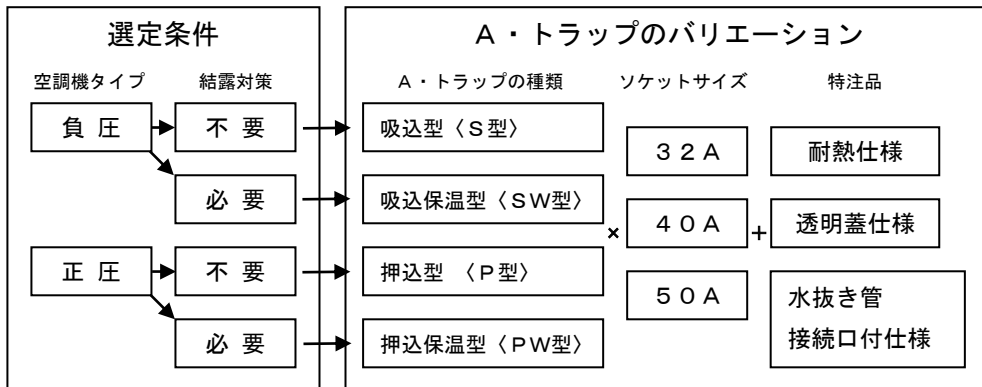 選定条件
空調機タイプ 結露対策
負 圧 不 要
必 要
正 圧 不 要
必 要
A・トラップのバリエーション
A・トラップの種類 ソケットサイズ 特注品
吸込型〈S型〉
吸込保温型〈SW型〉
押込型 〈P型〉
押込保温型〈PW型〉
×
32A
40A
50A
+
耐熱仕様
透明蓋仕様
水抜き管
接続口付仕様